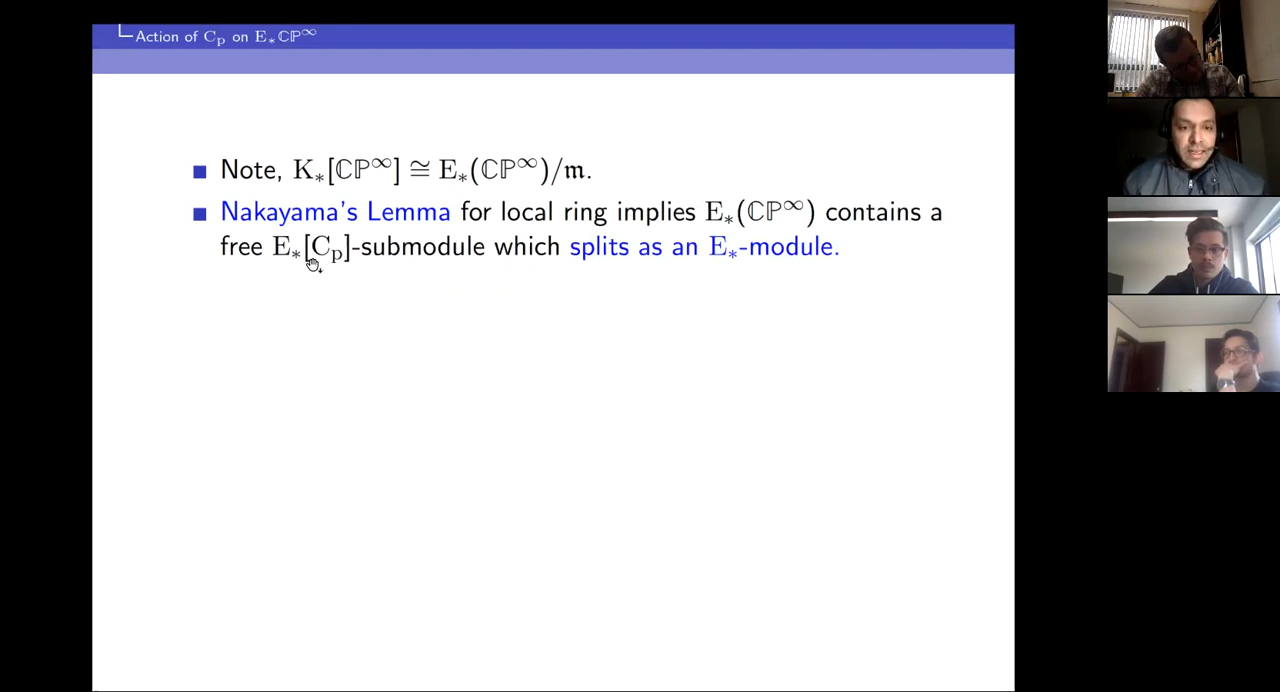 Action of Cₚ on E∗ℂℙ^∞
Note, K∗[ℂℙ^∞] ≅ E∗(ℂℙ^∞)/𝔪.
Nakayama's Lemma for local ring implies E∗(ℂℙ^∞) contains a
free E∗[Cₚ]-submodule which splits as an E∗-module.